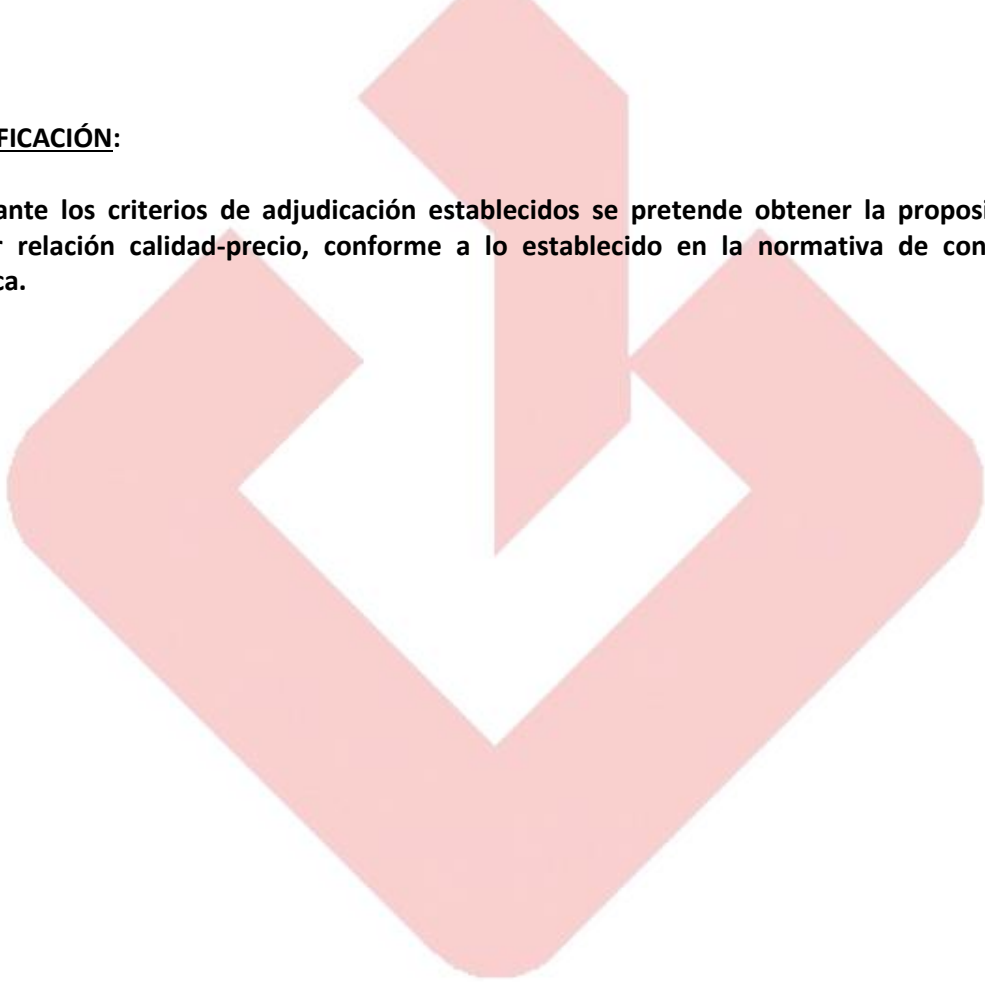 FICACIÓN:
ante los criterios de adjudicación establecidos se pretende obtener la proposi
r relación calidad-precio, conforme a lo establecido en la normativa de con
ca.